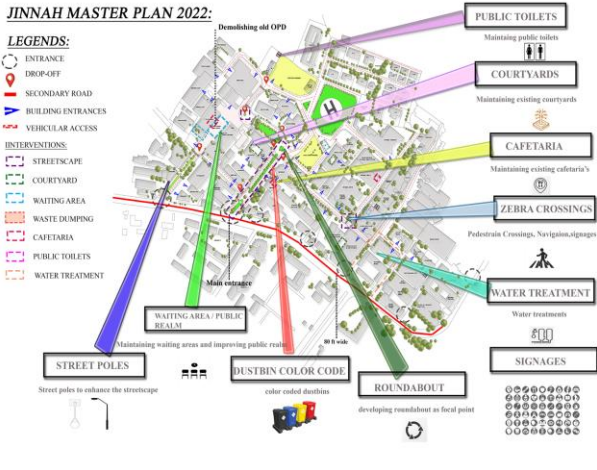 JINNAH MASTER PLAN 2022:
LEGENDS:
ENTRANCE
DROP-OFF
SECONDARY ROAD
BUILDING ENTRANCES
VEHICULAR ACCESS
INTERVENTIONS:
STREETSCAPE
COURTYARD
WAITING AREA
WASTE DUMPING
CAFETARIA
PUBLIC TOILETS
WATER TREATMENT
Demolishing old OPD
H
Main entrance
80 ft wide
PUBLIC TOILETS
Maintaing public toilets
COURTYARDS
Maintaining existing courtyards
CAFETARIA
Maintaining existing cafetaria's
ZEBRA CROSSINGS
Pedestrain Crossings, Navigaion,signages
WATER TREATMENT
Water treatments
SIGNAGES
WAITING AREA / PUBLIC
REALM
Maintaining waiting areas and improving public realm
STREET POLES
Street poles to enhance the streetscape
DUSTBIN COLOR CODE
color coded dustbins
ROUNDABOUT
developing roundabout as focal point